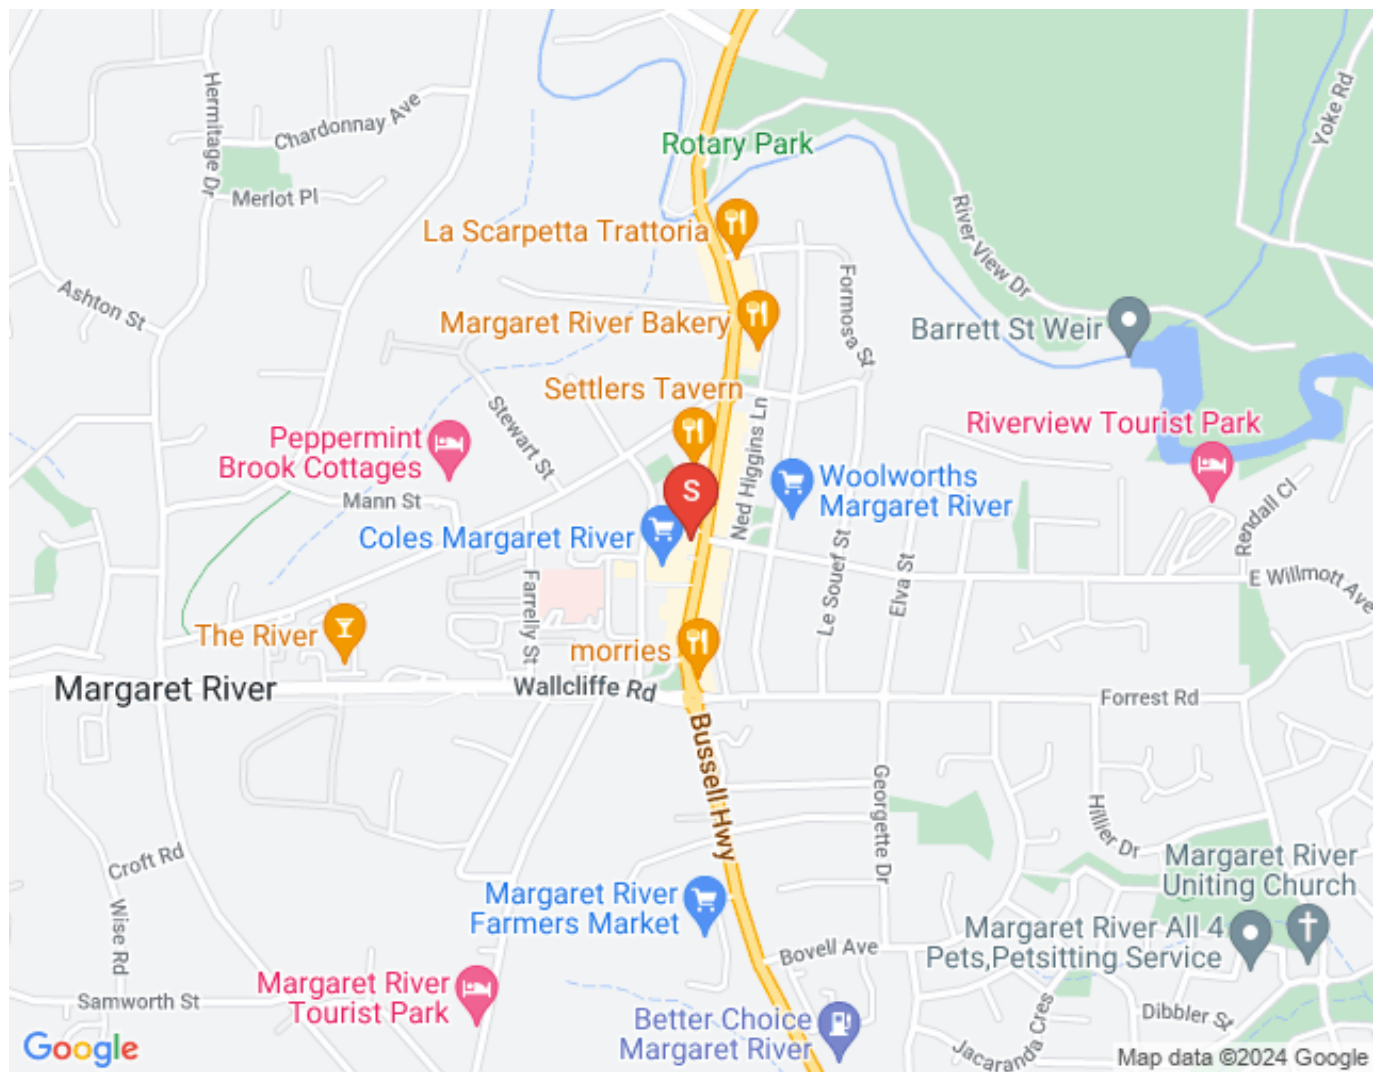 Hermitage Dr
Chardonnay Ave
Merlot Pl
Rotary Park
Yoke Rd
La Scarpetta Trattoria
River View Dr
Ashton St
Formosa St
Margaret River Bakery
Barrett St Weir
Settlers Tavern
Stewart St
Ned Higgins Ln
Riverview Tourist Park
Peppermint
Brook Cottages
Mann St
S
Woolworths
Margaret River
Rendall Cl
Coles Margaret River
Farrelly St
Le Souef St
Elva St
E Willmott Ave
The River
morries
Margaret River
Wallcliffe Rd
Forrest Rd
Bussell Hwy
Georgette Dr
Hillier Dr
Croft Rd
Margaret River
Uniting Church
Margaret River
Farmers Market
Wise Rd
Margaret River All 4
Pets,Petsitting Service
Bovell Ave
Margaret River
Tourist Park
Samworth St
Dibbler St
Better Choice
Margaret River
Jacaranda Cres
Google
Map data ©2024 Google